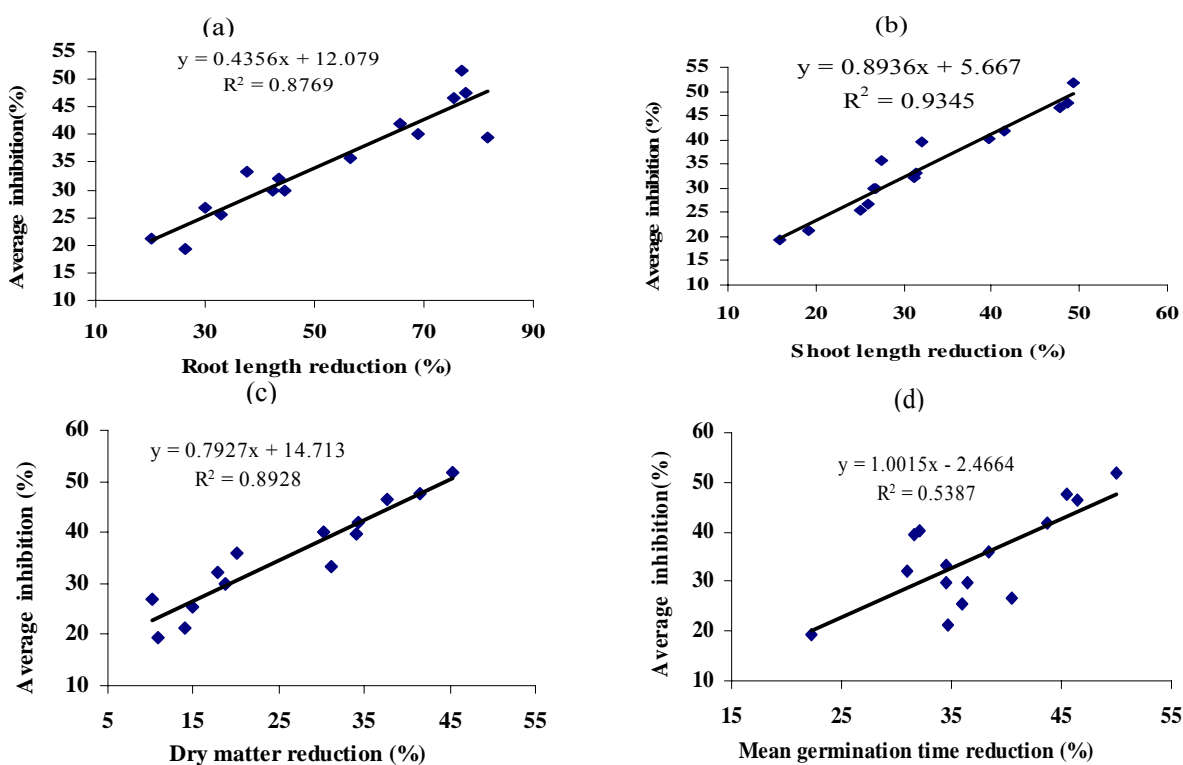 (a)
y = 0.4356x + 12.079
R² = 0.8769
Average inhibition(%)
55
50
45
40
35
30
25
20
15
10
10 30 50 70 90
Root length reduction (%)
(b)
y = 0.8936x + 5.667
R² = 0.9345
Average inhibition (%)
55
50
45
40
35
30
25
20
15
10
10 20 30 40 50 60
Shoot length reduction (%)
(c)
y = 0.7927x + 14.713
R² = 0.8928
Average inhibition (%)
60
50
40
30
20
10
5 15 25 35 45 55
Dry matter reduction (%)
(d)
y = 1.0015x - 2.4664
R² = 0.5387
Average inhibition(%)
60
50
40
30
20
10
15 25 35 45 55
Mean germination time reduction (%)